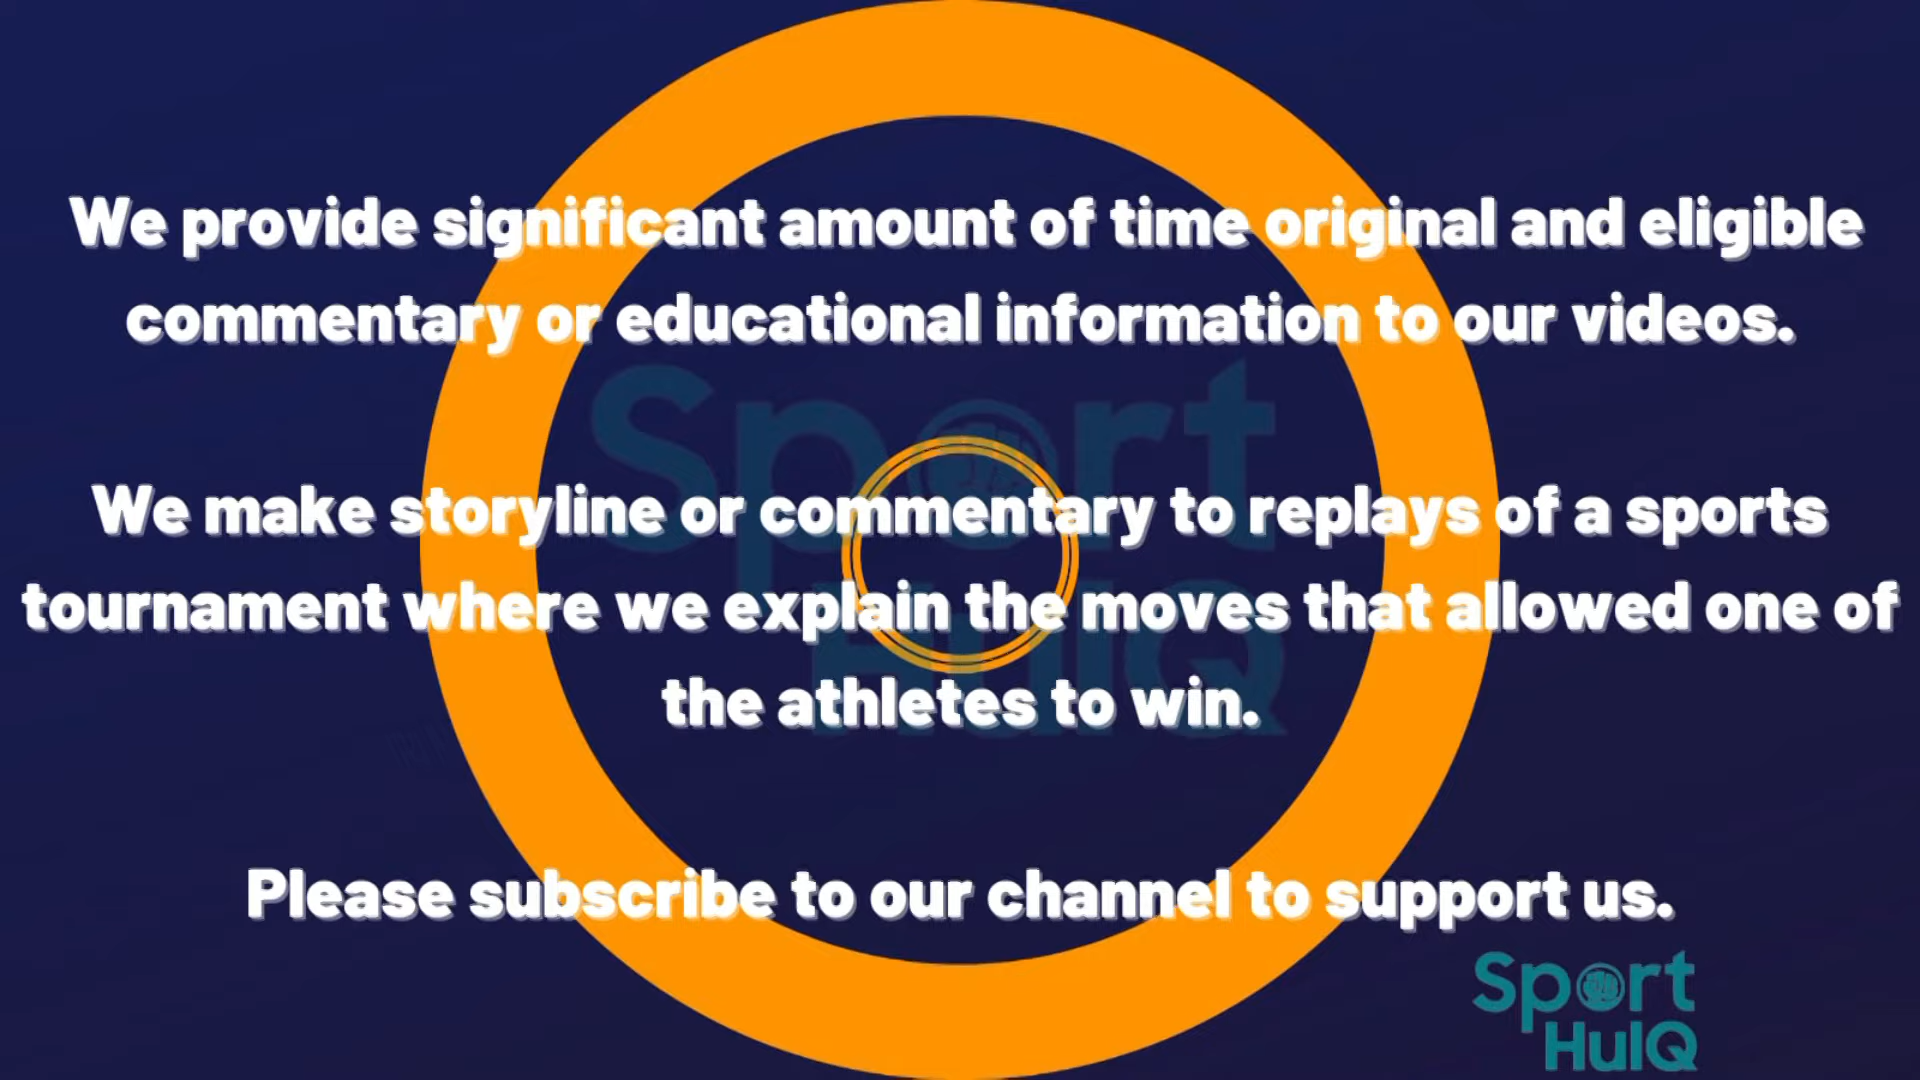 We provide significant amount of time original and eligible
commentary or educational information to our videos.
Sport
We make storyline or commentary to replays of a sports
tournament where we explain the moves that allowed one of
HulQ
the athletes to win.
Please subscribe to our channel to support us.
Sport
HulQ